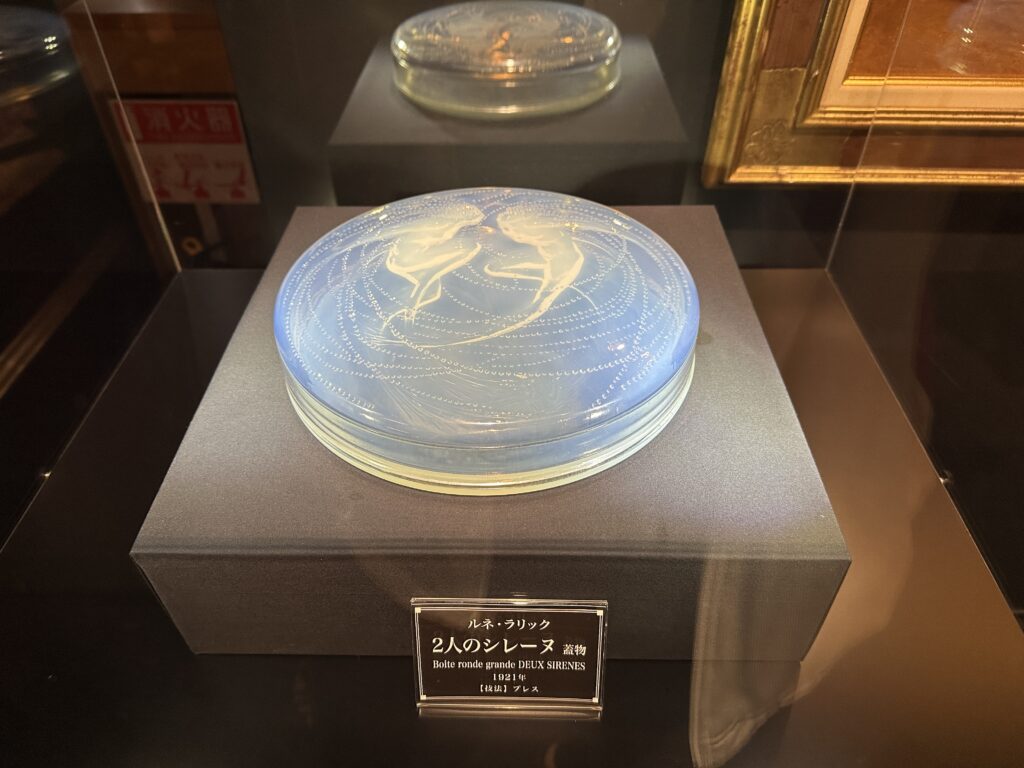 消火器
ルネ・ラリック
2人のシレーヌ 蓋物
Boîte ronde grande DEUX SIRENES
1921年
【技法】プレス